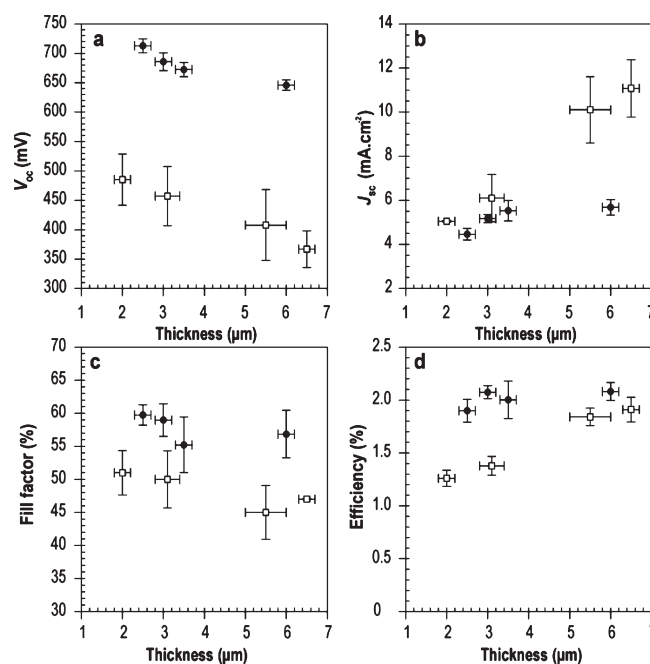 a
V_oc (mV)
750
700
650
600
550
500
450
400
350
300
1 2 3 4 5 6 7
Thickness (µm)
b
J_sc (mA.cm⁻²)
14
12
10
8
6
4
2
1 2 3 4 5 6 7
Thickness (µm)
c
Fill factor (%)
70
65
60
55
50
45
40
35
30
1 2 3 4 5 6 7
Thickness (µm)
d
Efficiency (%)
2.5
2.0
1.5
1.0
0.5
0
1 2 3 4 5 6 7
Thickness (µm)